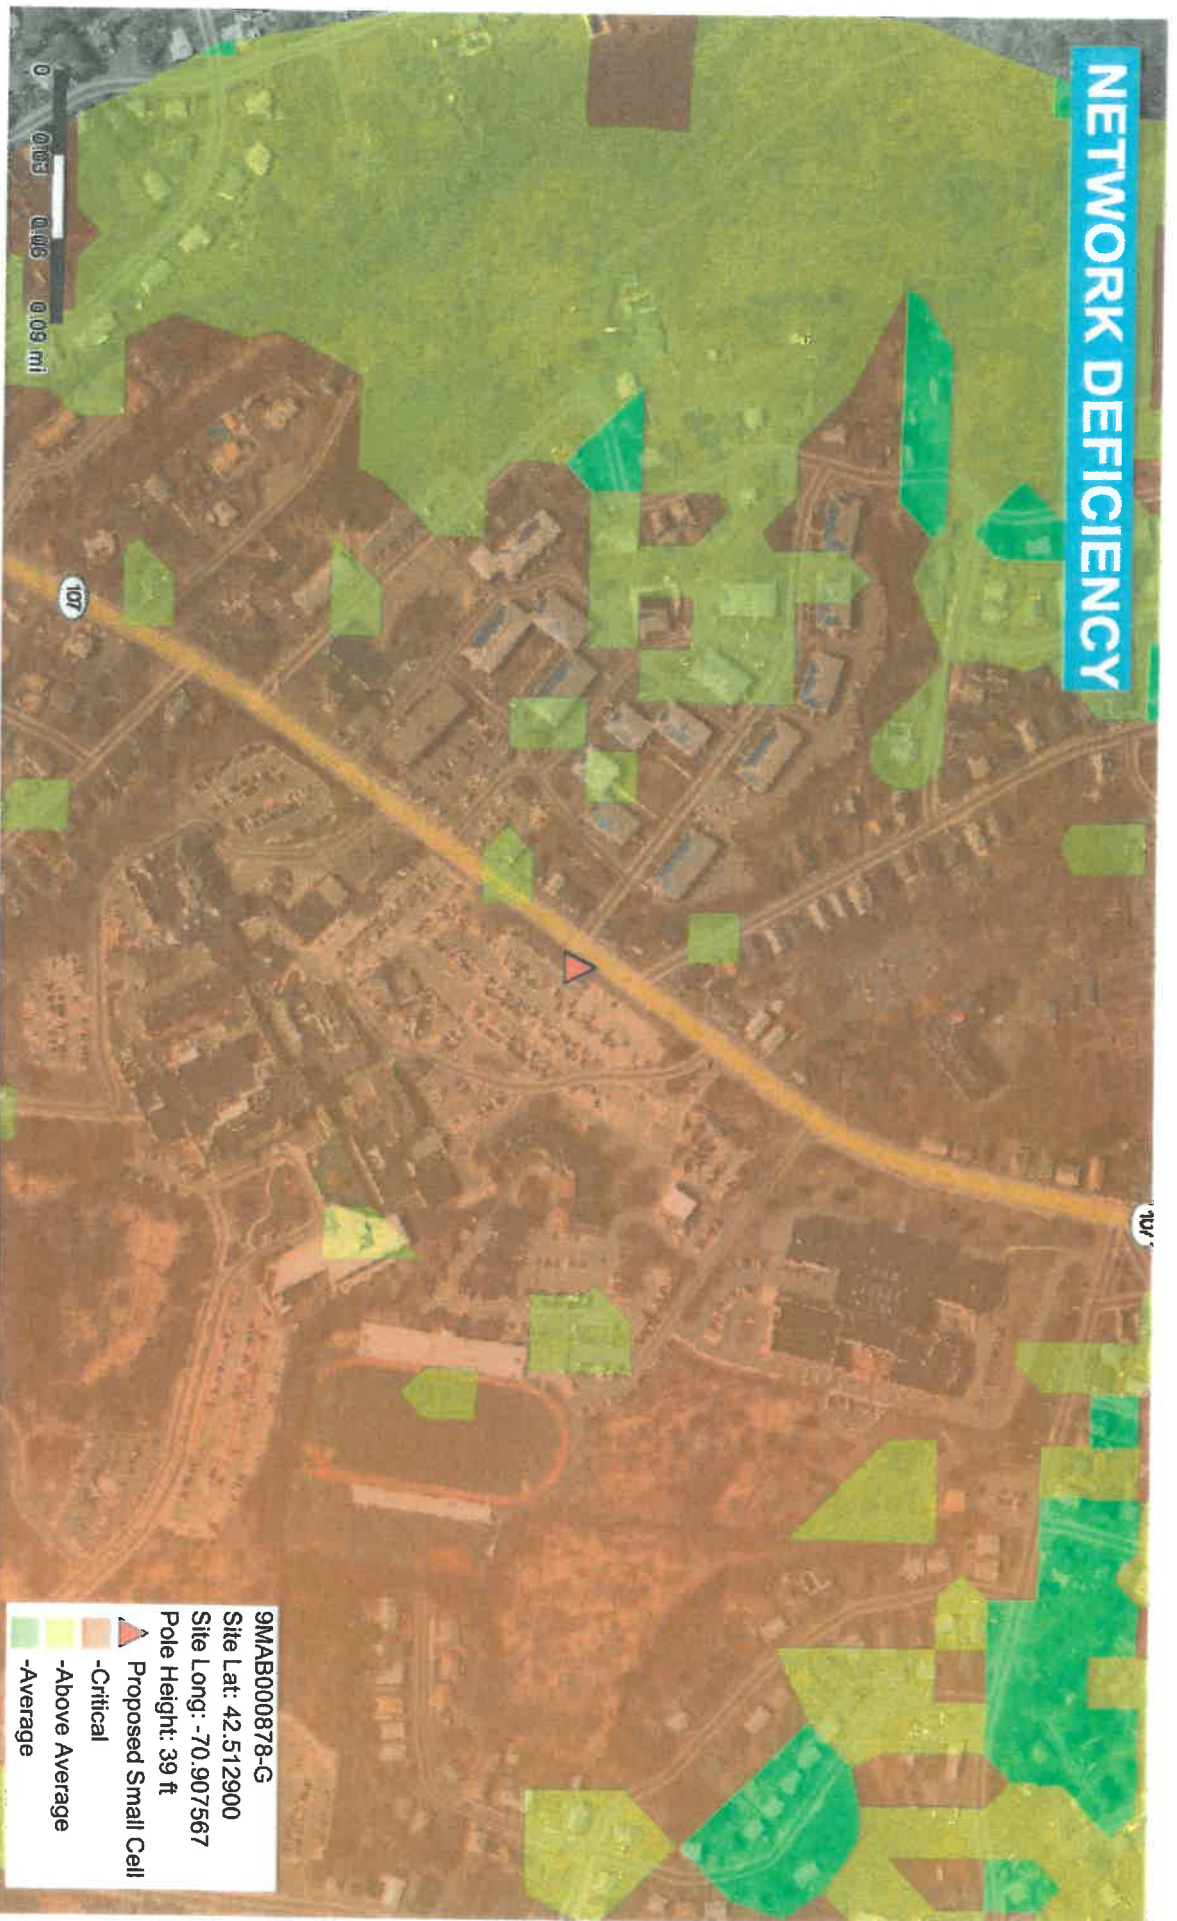 NETWORK DEFICIENCY
107
107
0 0.03 0.06 0.09 mi
9MAB000878-G
Site Lat: 42.512900
Site Long: -70.907567
Pole Height: 39 ft
Proposed Small Cell
-Critical
-Above Average
-Average